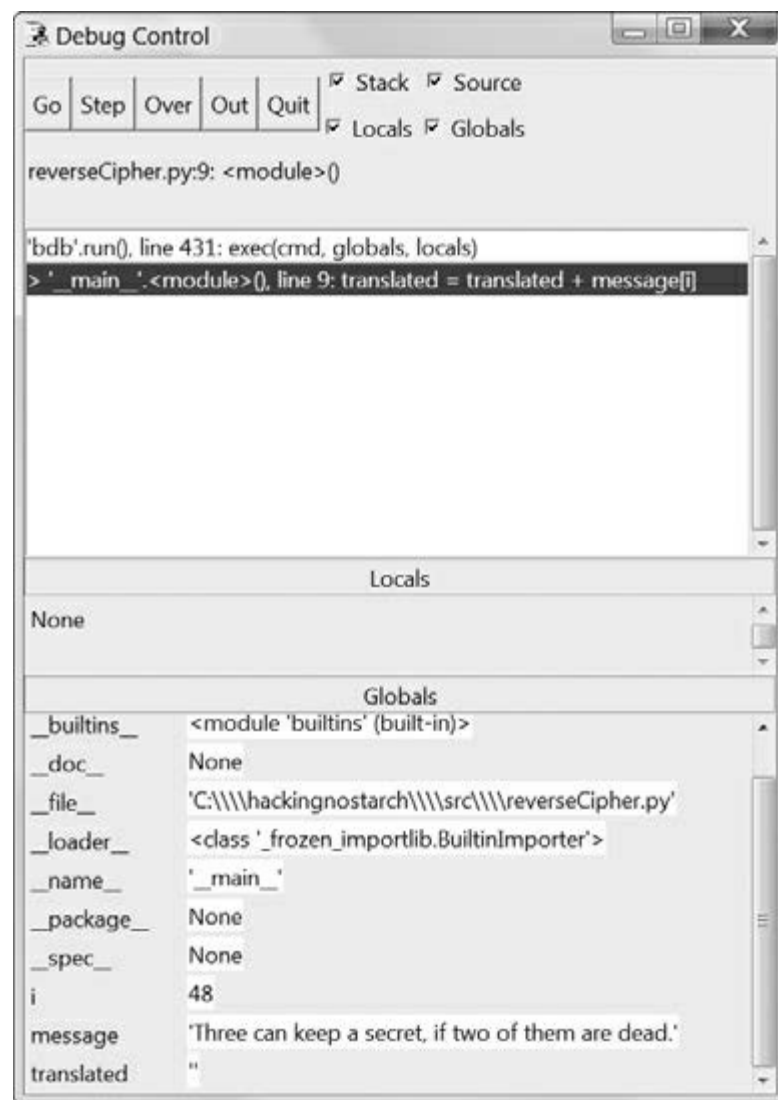 Debug Control
Go Step Over Out Quit Stack Source
Locals Globals
reverseCipher.py:9: <module>()
'bdb'.run(), line 431: exec(cmd, globals, locals)
> '__main__'.<module>(), line 9: translated = translated + message[i]
Locals
None
Globals
__builtins__ <module 'builtins' (built-in)>
__doc__ None
__file__ 'C:\\\\hackingnostarch\\\\src\\\\reverseCipher.py'
__loader__ <class '_frozen_importlib.BuiltinImporter'>
__name__ '__main__'
__package__ None
__spec__ None
i 48
message 'Three can keep a secret, if two of them are dead.'
translated ''